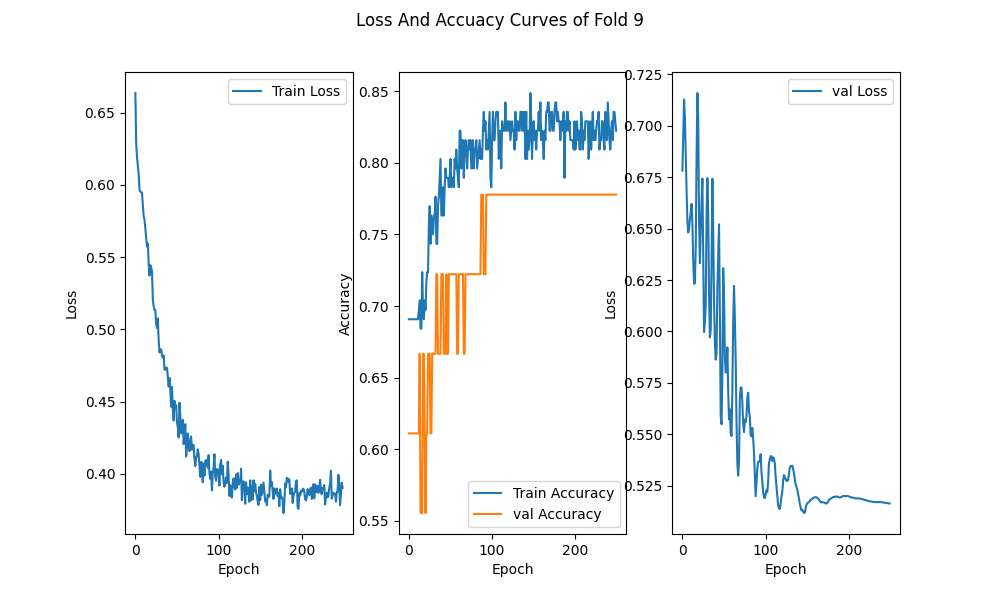 Loss And Accuacy Curves of Fold 9
Train Loss
0.65
0.60
0.55
0.50
0.45
0.40
Loss
0
100
200
Epoch
0.85
0.80
0.75
0.70
0.65
0.60
0.55
Accuracy
Train Accuracy
val Accuracy
0
100
200
Epoch
val Loss
0.725
0.700
0.675
0.650
0.625
0.600
0.575
0.550
0.525
Loss
0
100
200
Epoch